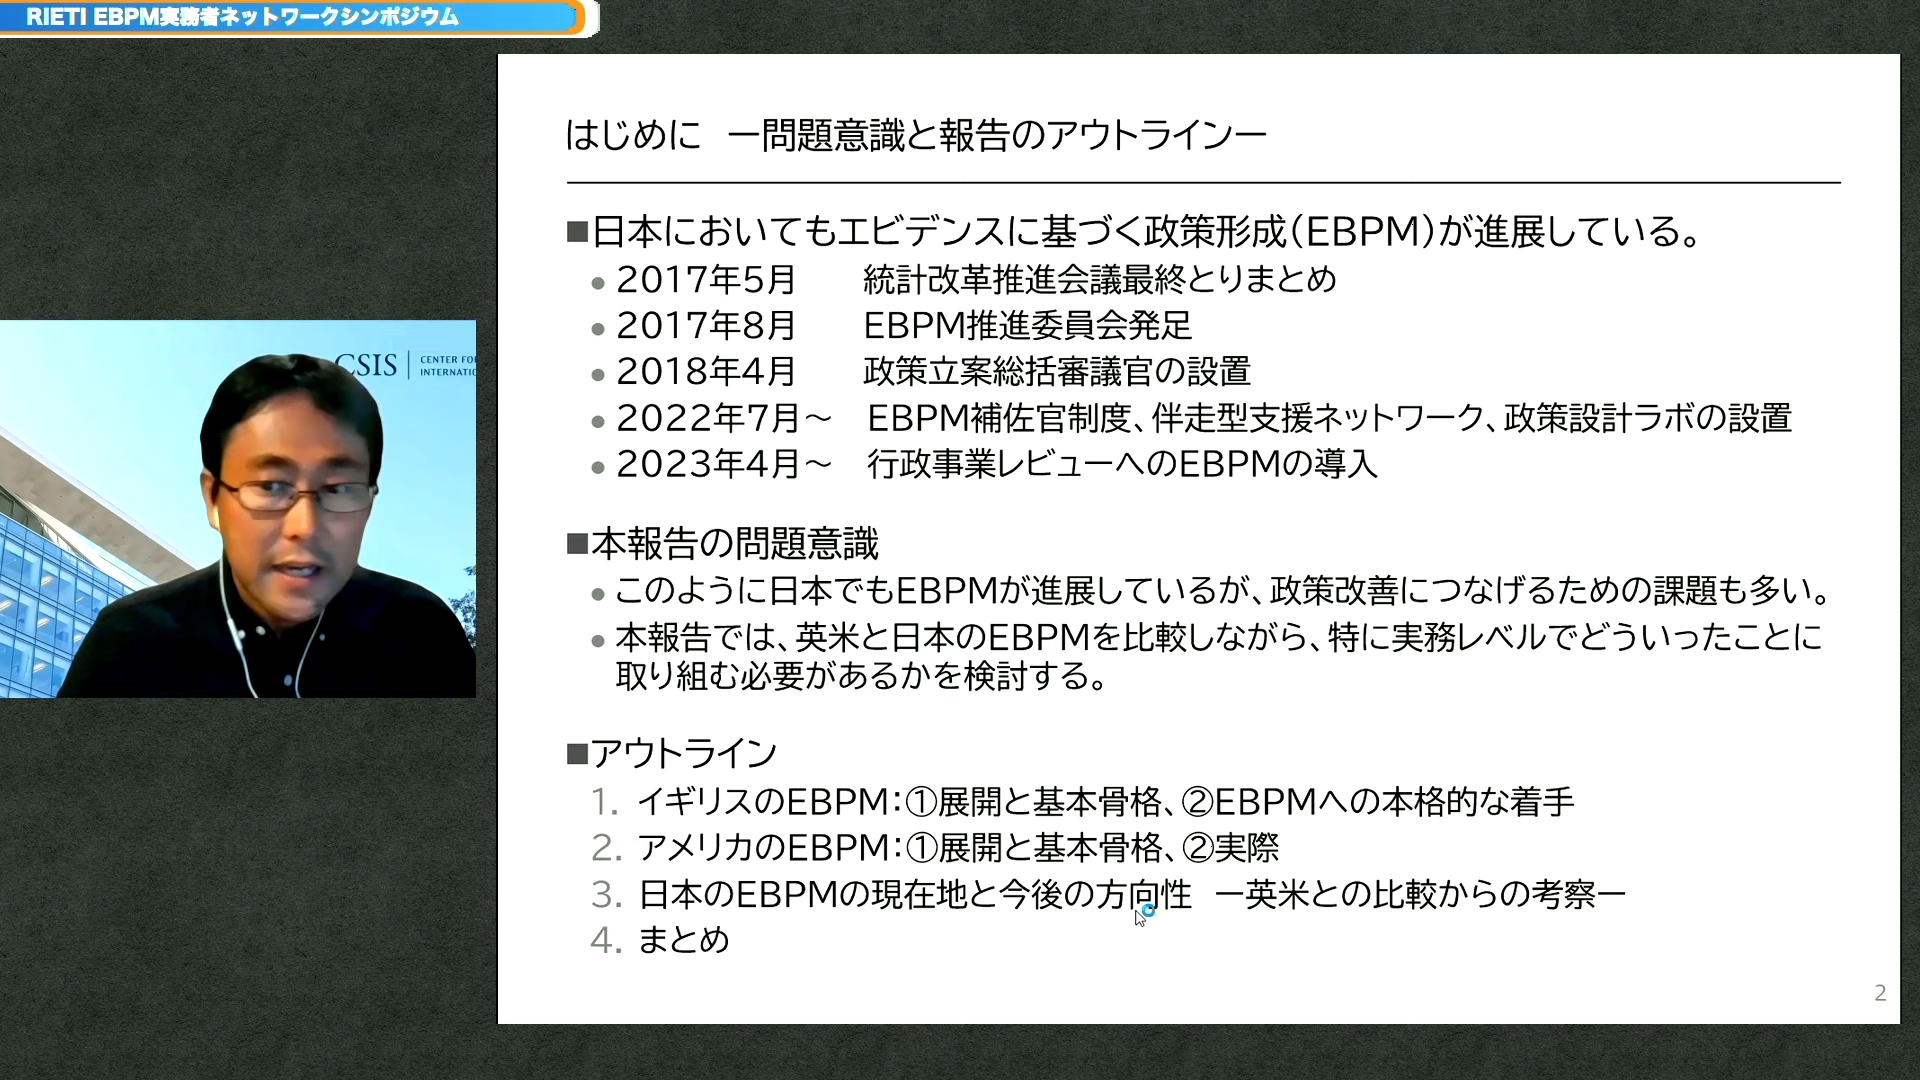 RIETI EBPM実務者ネットワークシンポジウム
CSIS
CENTER FO
INTERNATIO
はじめに　ー問題意識と報告のアウトラインー
■日本においてもエビデンスに基づく政策形成（EBPM）が進展している。
● 2017年5月　　統計改革推進会議最終とりまとめ
● 2017年8月　　EBPM推進委員会発足
● 2018年4月　　政策立案総括審議官の設置
● 2022年7月～　EBPM補佐官制度、伴走型支援ネットワーク、政策設計ラボの設置
● 2023年4月～　行政事業レビューへのEBPMの導入
■本報告の問題意識
● このように日本でもEBPMが進展しているが、政策改善につなげるための課題も多い。
● 本報告では、英米と日本のEBPMを比較しながら、特に実務レベルでどういったことに
取り組む必要があるかを検討する。
■アウトライン
1. イギリスのEBPM：①展開と基本骨格、②EBPMへの本格的な着手
2. アメリカのEBPM：①展開と基本骨格、②実際
3. 日本のEBPMの現在地と今後の方向性　ー英米との比較からの考察ー
4. まとめ
2